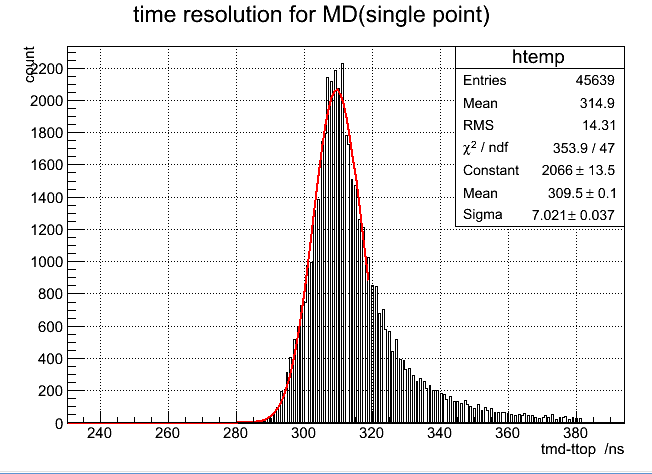 time resolution for MD(single point)
count
htemp
Entries 45639
Mean 314.9
RMS 14.31
χ² / ndf 353.9 / 47
Constant 2066 ± 13.5
Mean 309.5 ± 0.1
Sigma 7.021 ± 0.037
2200
2000
1800
1600
1400
1200
1000
800
600
400
200
0
240 260 280 300 320 340 360 380
tmd-ttop /ns